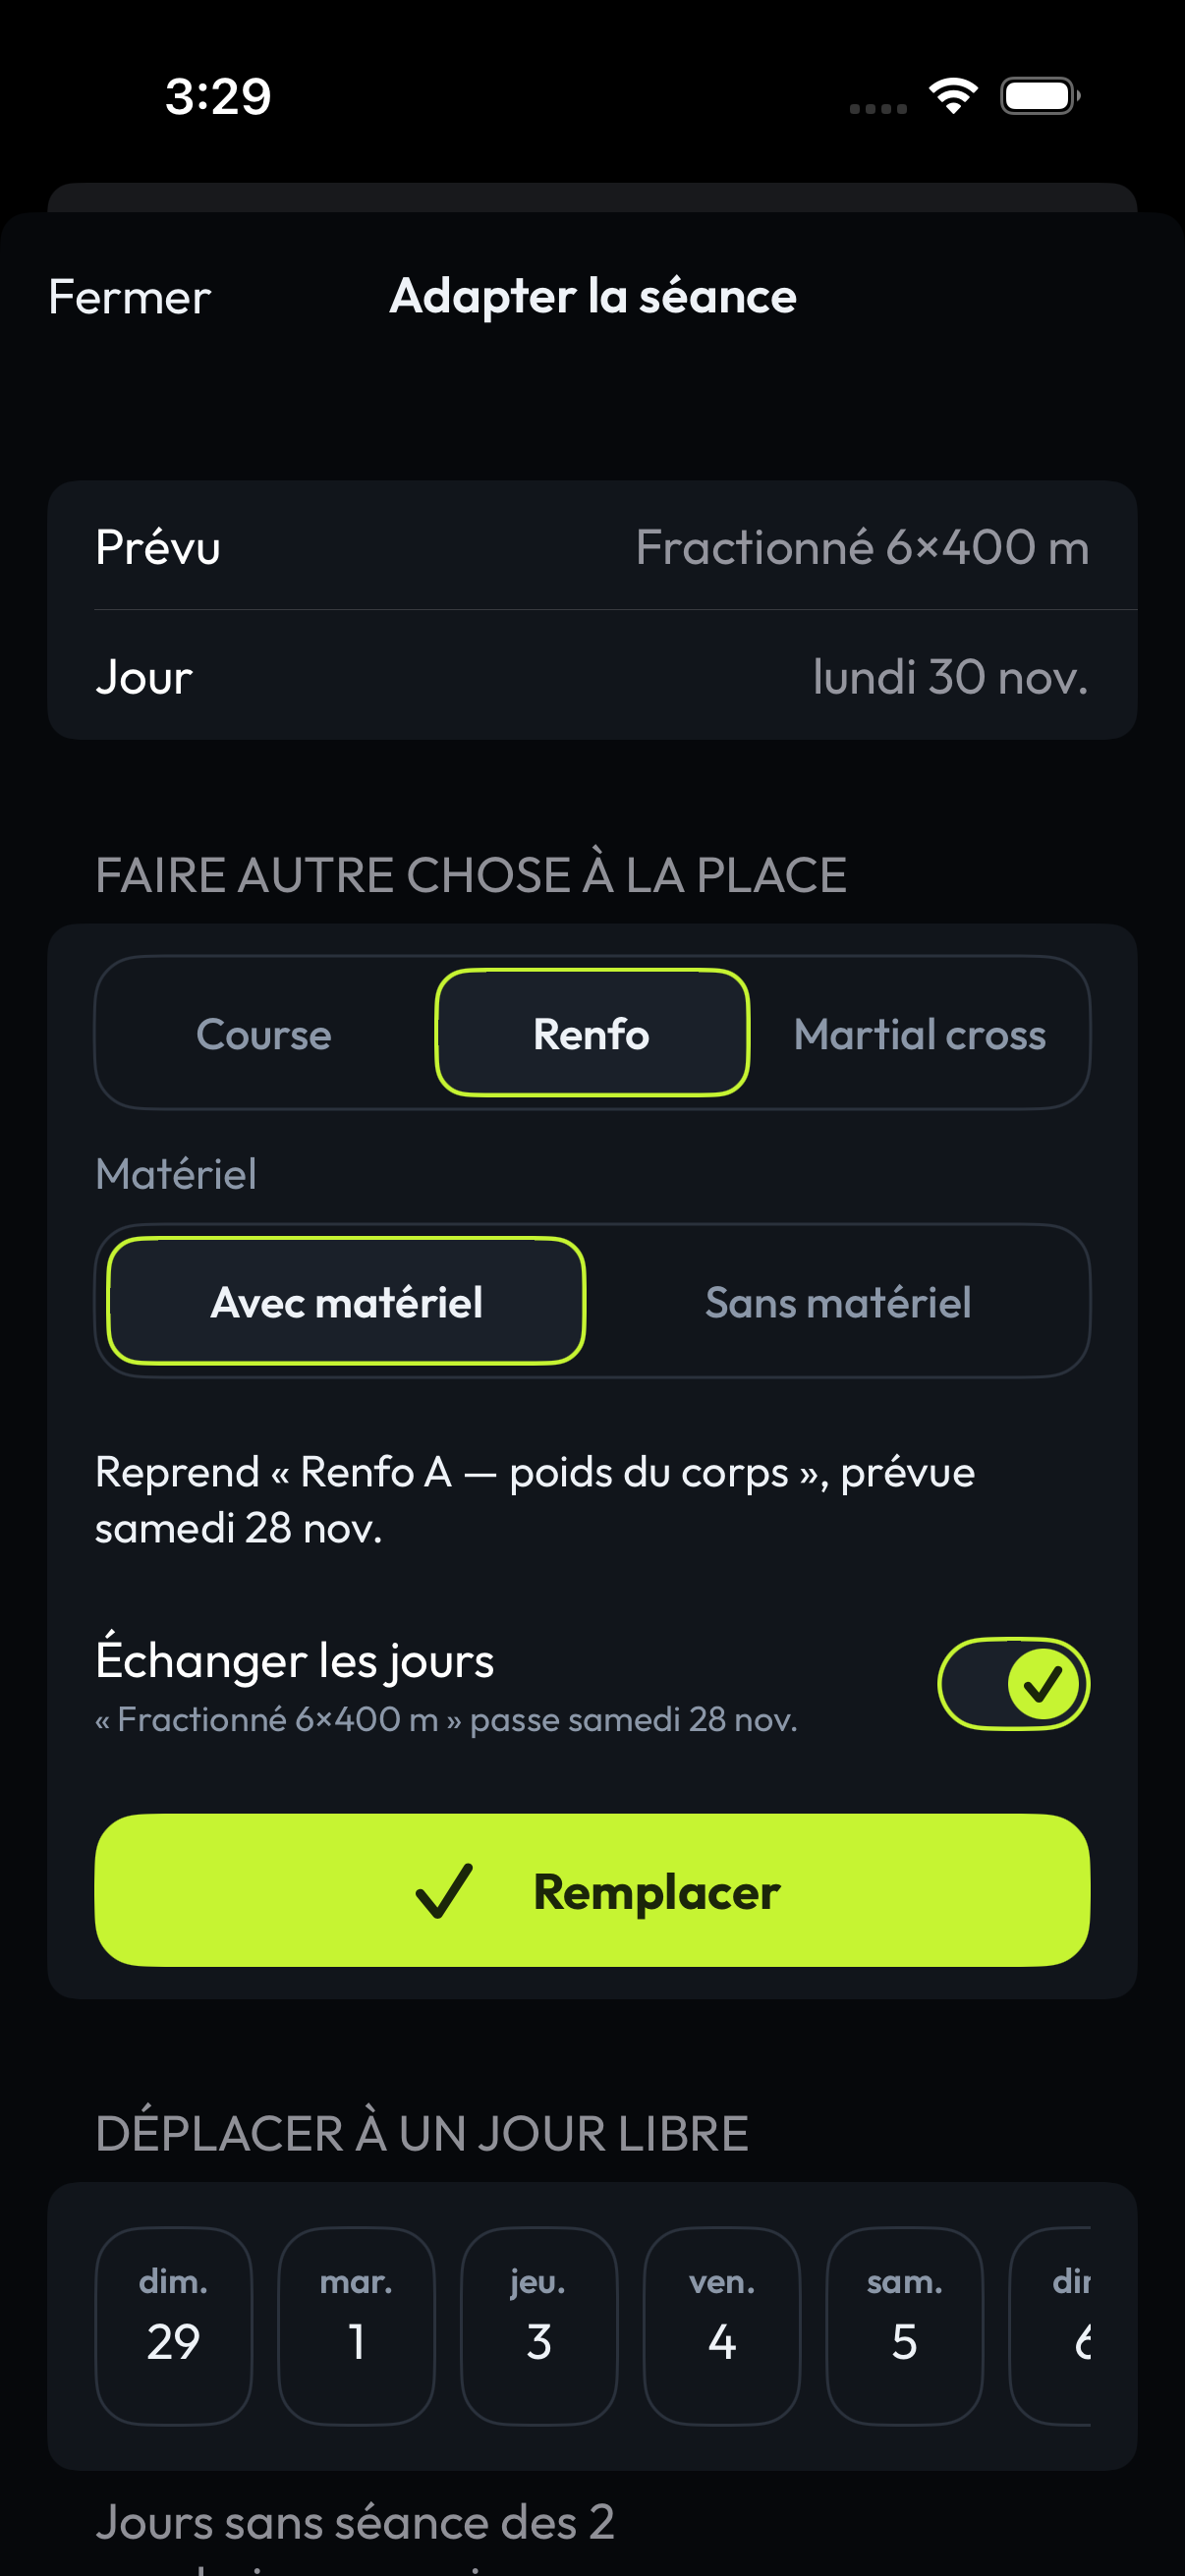 3:29
Fermer
Adapter la séance
Prévu
Fractionné 6×400 m
Jour
lundi 30 nov.
FAIRE AUTRE CHOSE À LA PLACE
Course
Renfo
Martial cross
Matériel
Avec matériel
Sans matériel
Reprend « Renfo A — poids du corps », prévue
samedi 28 nov.
Échanger les jours
« Fractionné 6×400 m » passe samedi 28 nov.
Remplacer
DÉPLACER À UN JOUR LIBRE
dim.
29
mar.
1
jeu.
3
ven.
4
sam.
5
Jours sans séance des 2